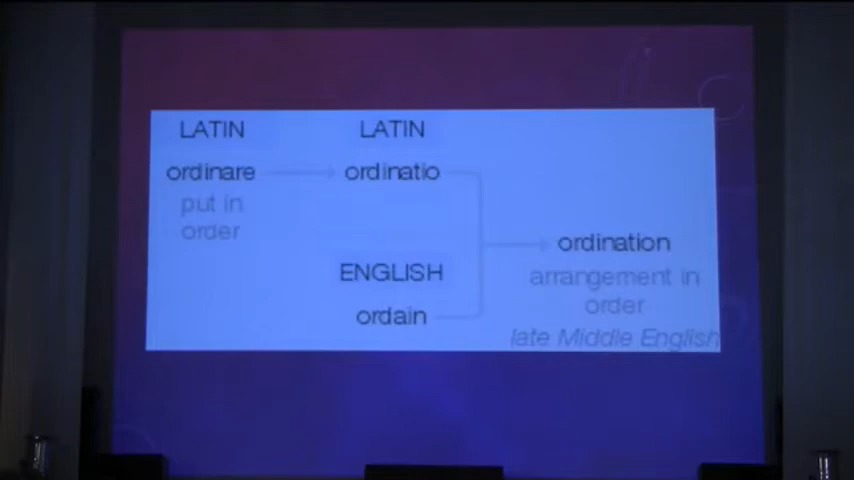 LATIN LATIN
ordinare ordinatio
put in
order
ordination
ENGLISH
arrangement in
order
ordain
late Middle English